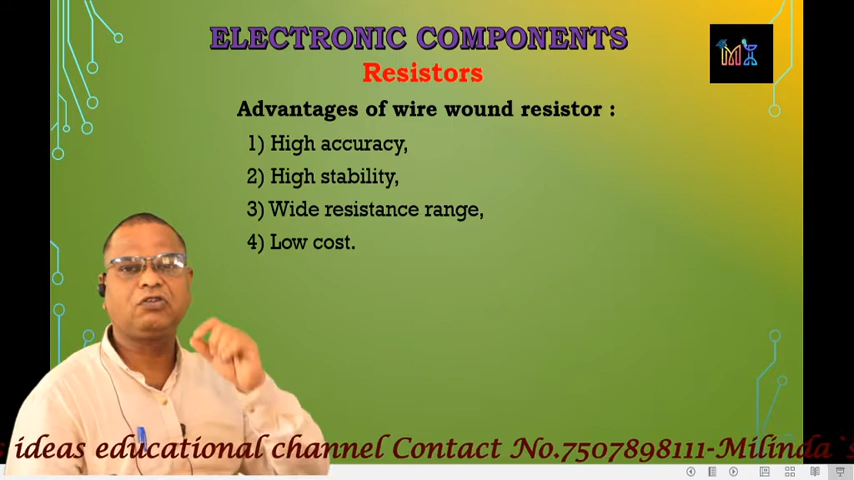 ELECTRONIC COMPONENTS
Resistors
Advantages of wire wound resistor :
1) High accuracy,
2) High stability,
3) Wide resistance range,
4) Low cost.
ideas educational channel Contact No.7507898111-Milinda`s